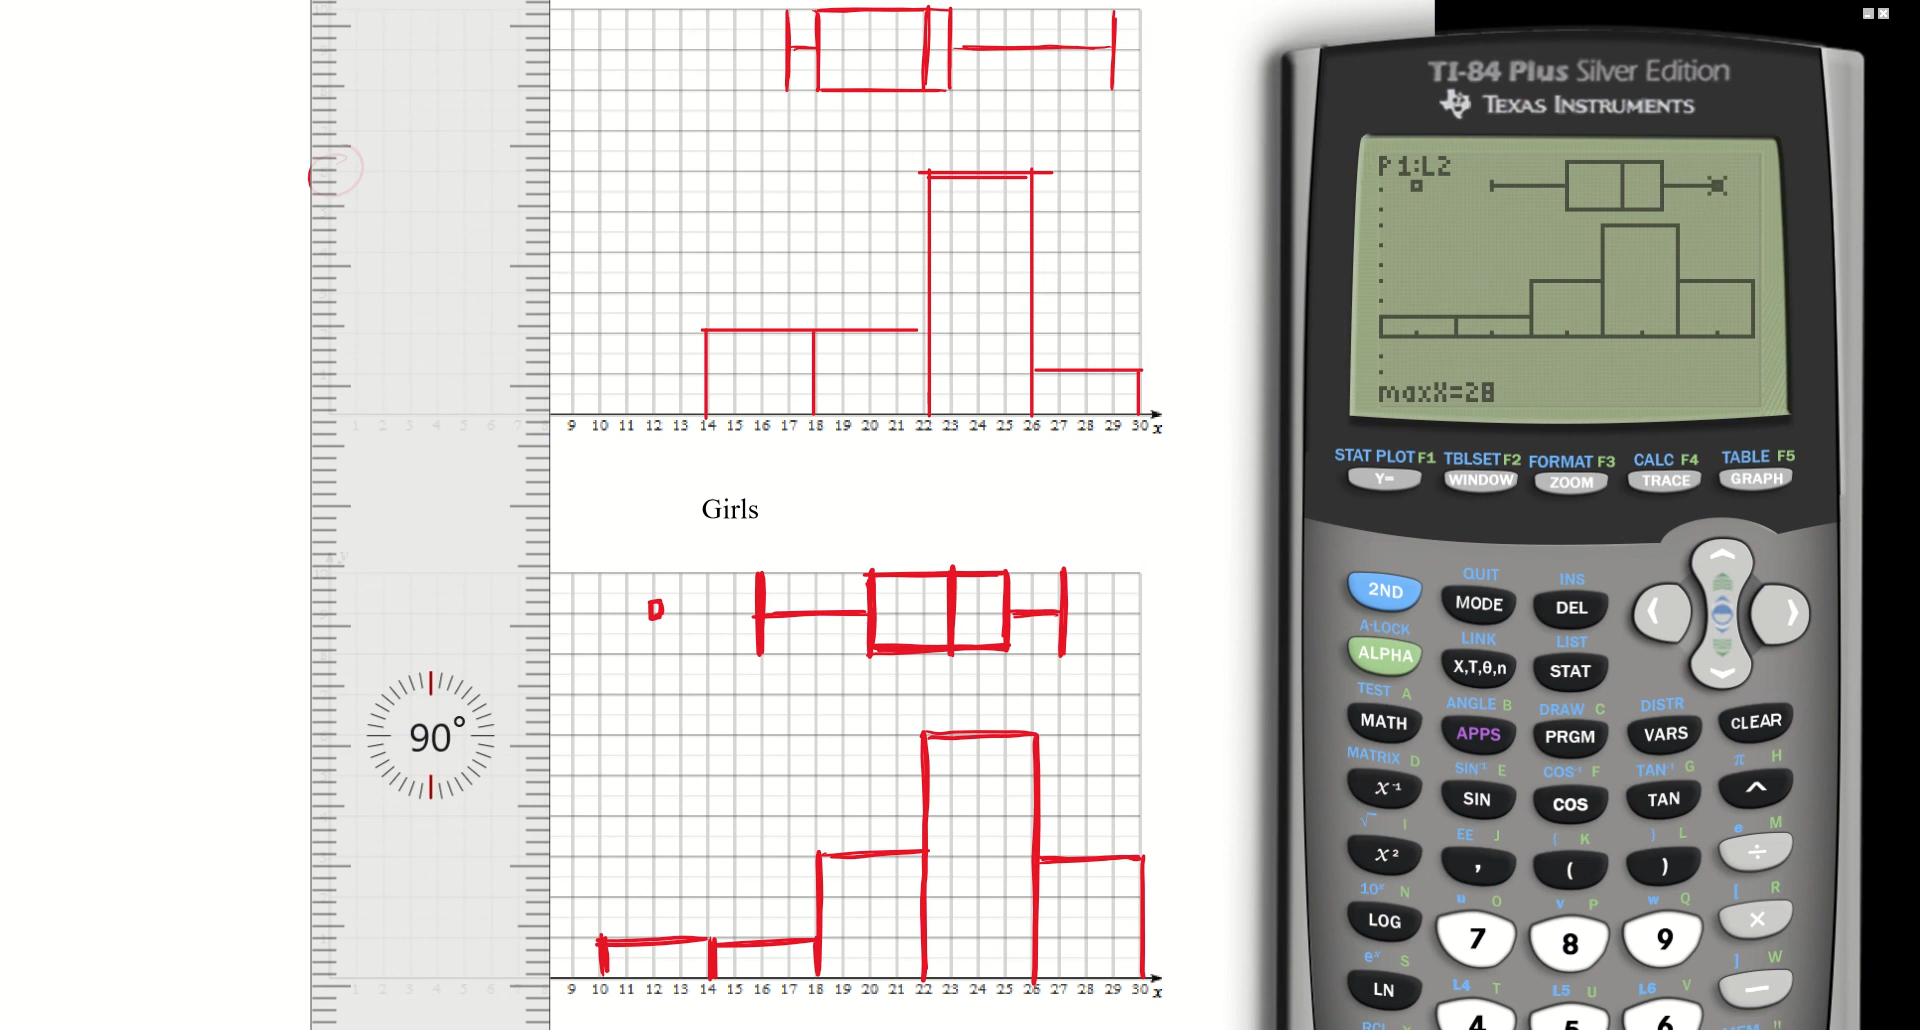 TI-84 Plus Silver Edition
TEXAS INSTRUMENTS
P1:L2
maxX=28
9 10 11 12 13 14 15 16 17 18 19 20 21 22 23 24 25 26 27 28 29 30 x
Girls
90°
9 10 11 12 13 14 15 16 17 18 19 20 21 22 23 24 25 26 27 28 29 30 x
STAT PLOT F1 TBLSET F2 FORMAT F3 CALC F4 TABLE F5
Y= WINDOW ZOOM TRACE GRAPH
QUIT INS
2ND MODE DEL
A-LOCK LINK LIST
ALPHA X,T,θ,n STAT
TEST A ANGLE B DRAW C DISTR
MATH APPS PRGM VARS CLEAR
MATRIX D SIN⁻¹ E COS⁻¹ F TAN⁻¹ G π H
x⁻¹ SIN COS TAN ^
√ I EE J { K } L e M
x² , ( ) ÷
10ˣ N u O v P w Q [ R
LOG 7 8 9 ×
eˣ S L4 T L5 U L6 V ] W
LN 4 5 6 −
RCL X MEM "